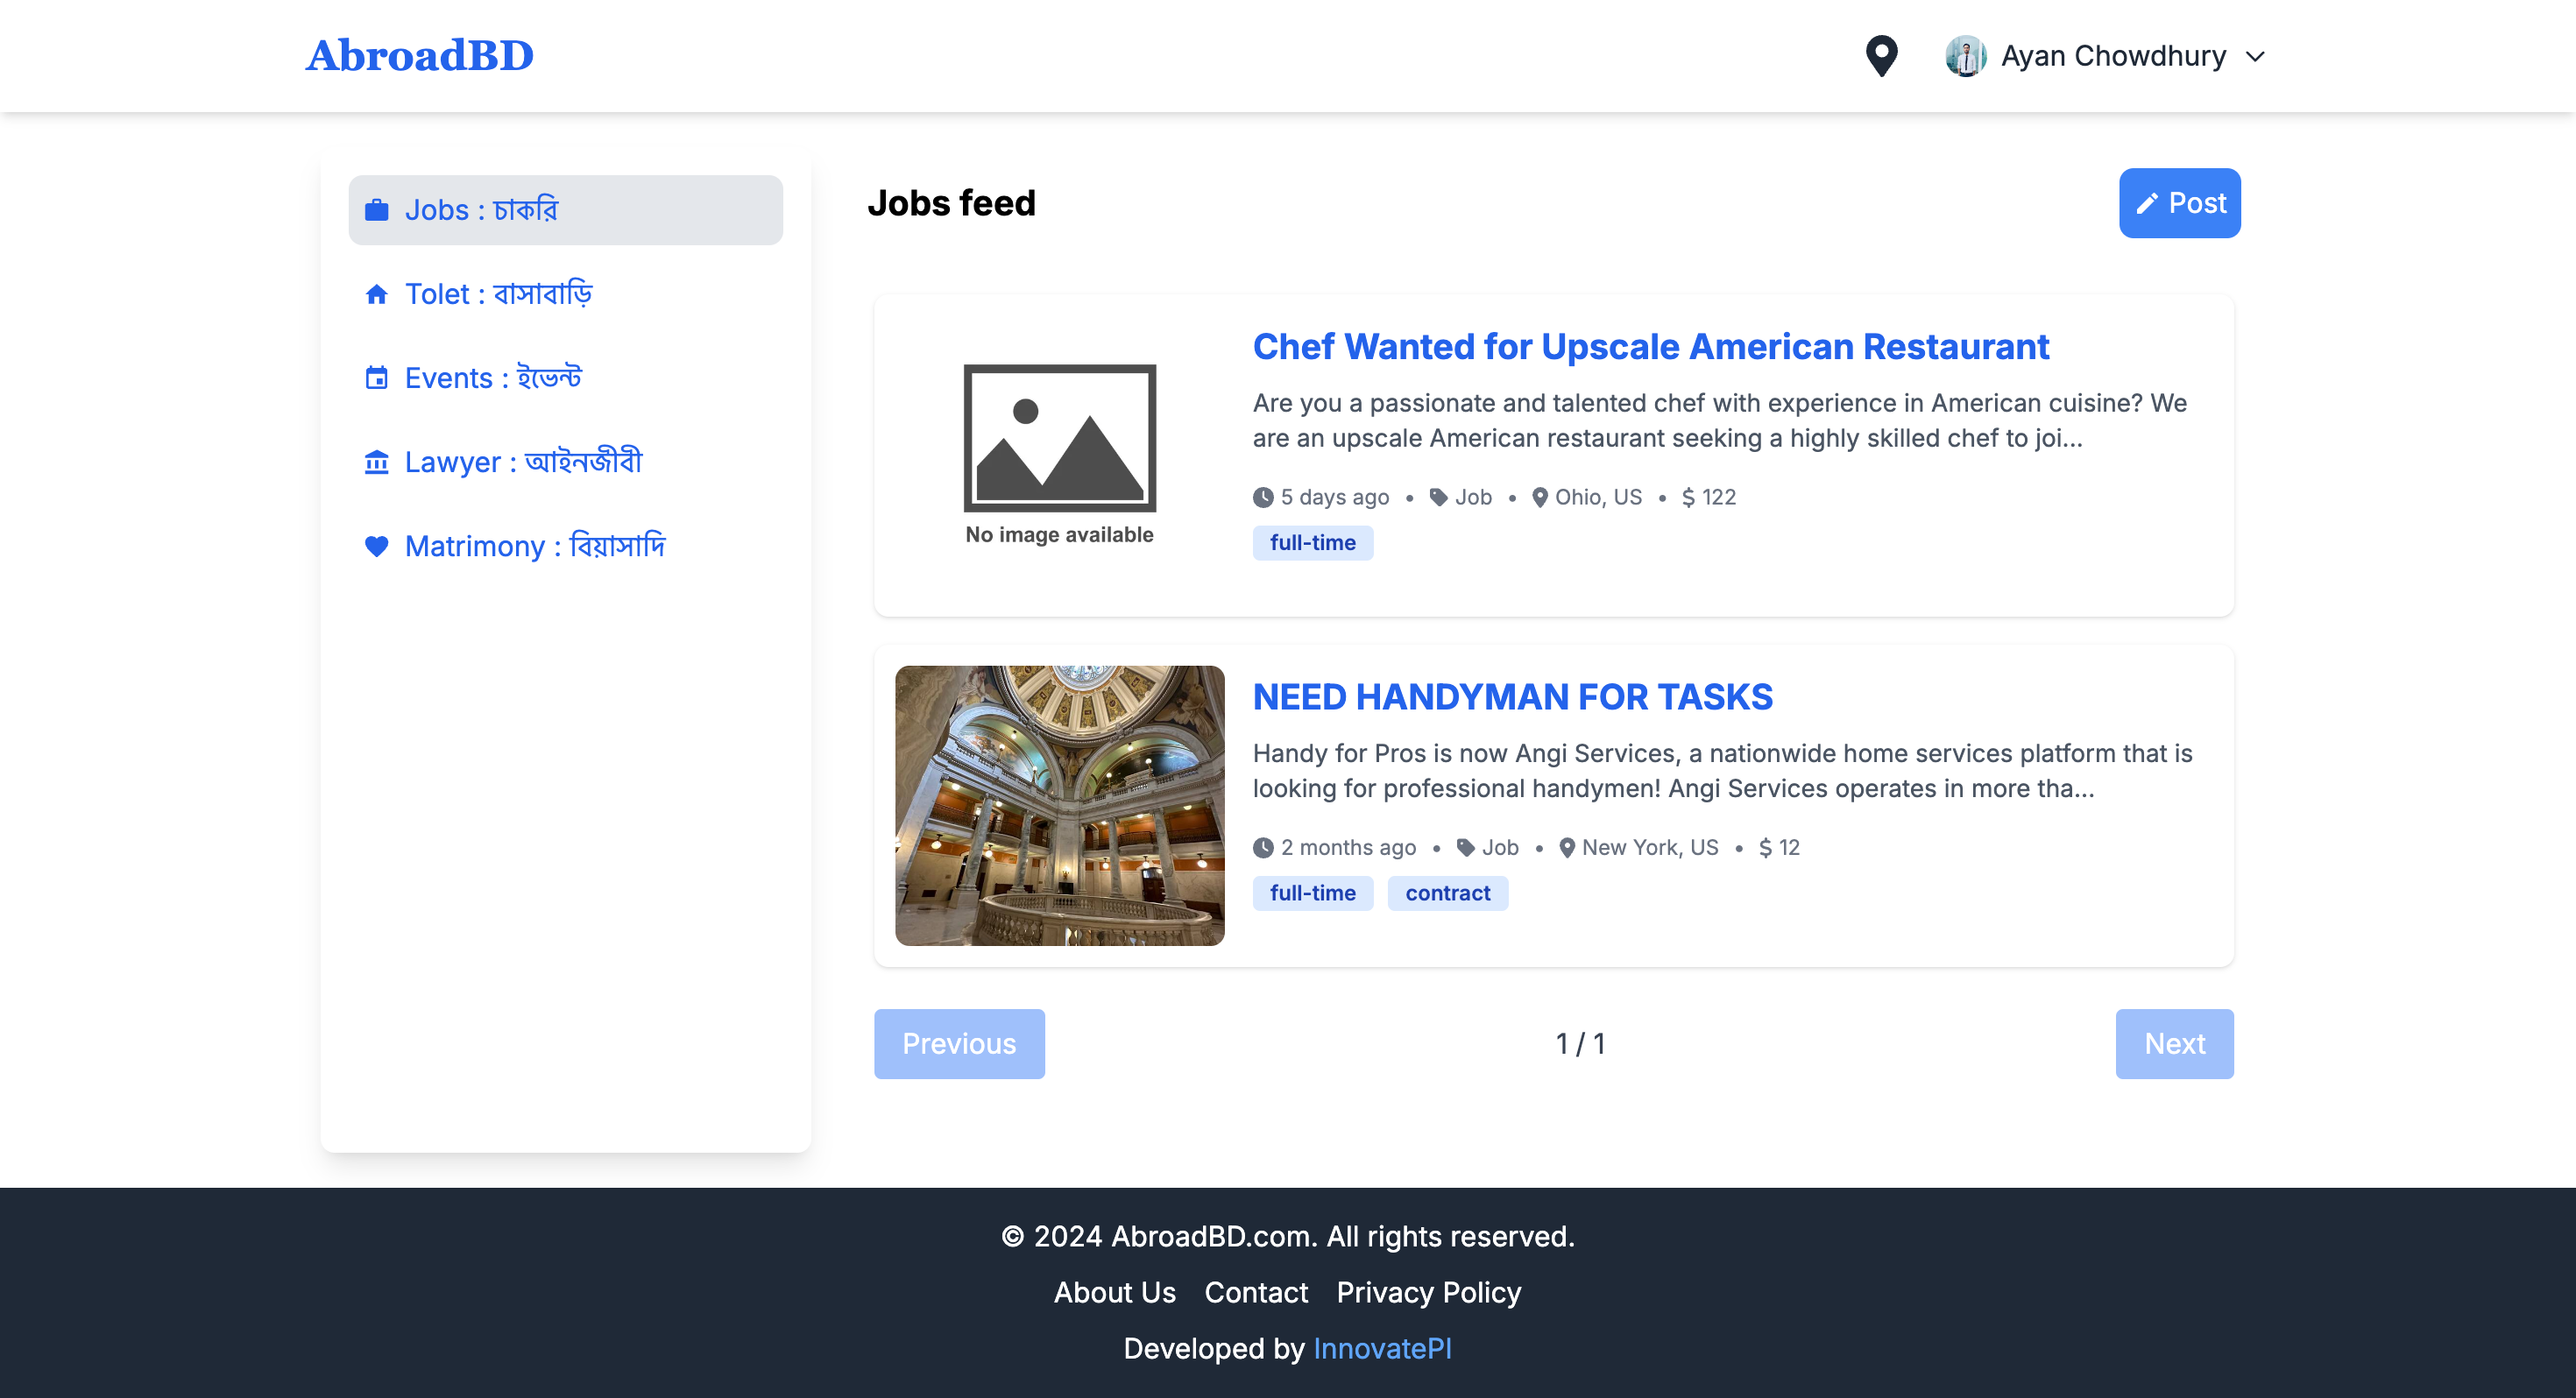 AbroadBD
Ayan Chowdhury
Jobs : চাকরি
Tolet : বাসাবাড়ি
Events : ইভেন্ট
Lawyer : আইনজীবী
Matrimony : বিয়াসাদি
Jobs feed
Post
No image available
Chef Wanted for Upscale American Restaurant
Are you a passionate and talented chef with experience in American cuisine? We
are an upscale American restaurant seeking a highly skilled chef to joi...
5 days ago • Job • Ohio, US • $ 122
full-time
NEED HANDYMAN FOR TASKS
Handy for Pros is now Angi Services, a nationwide home services platform that is
looking for professional handymen! Angi Services operates in more tha...
2 months ago • Job • New York, US • $ 12
full-time contract
Previous
1 / 1
Next
© 2024 AbroadBD.com. All rights reserved.
About Us Contact Privacy Policy
Developed by InnovatePI